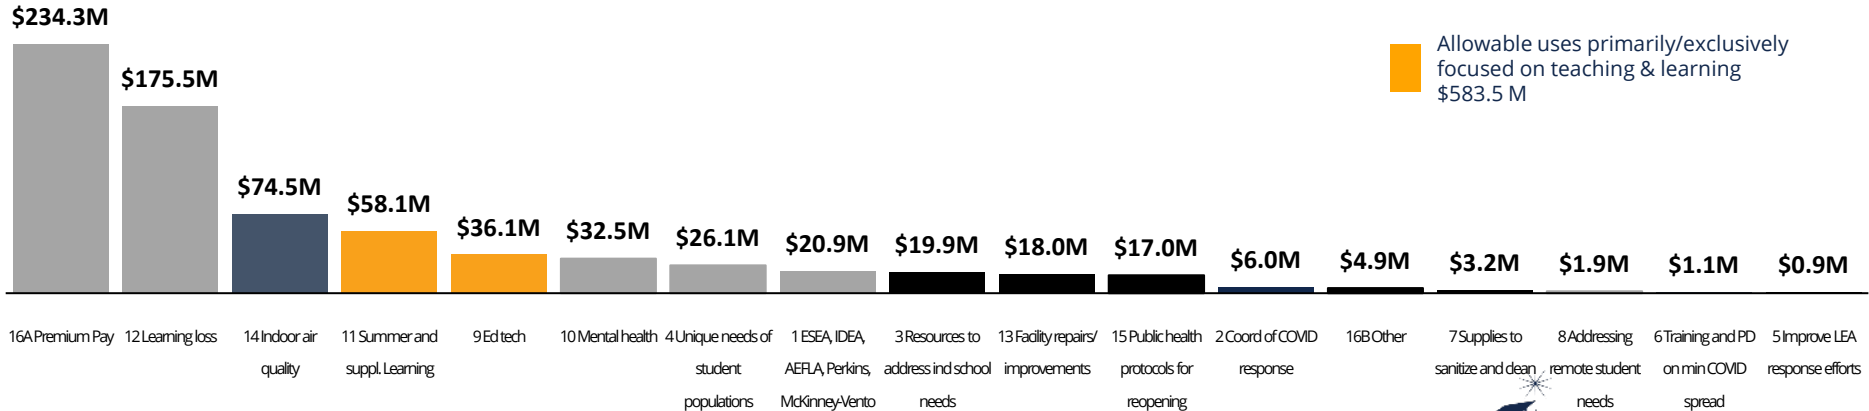 $234.3M
$175.5M
$74.5M
$58.1M
$36.1M
$32.5M
$26.1M
$20.9M
$19.9M
$18.0M
$17.0M
$6.0M
$4.9M
$3.2M
$1.9M
$1.1M
$0.9M
Allowable uses primarily/exclusively
focused on teaching & learning
$583.5 M
16A Premium Pay
12 Learning loss
14 Indoor air
quality
11 Summer and
suppl. Learning
9 Ed tech
10 Mental health
4 Unique needs of
student
populations
1 ESEA, IDEA,
AEFLA, Perkins,
McKinney-Vento
3 Resources to
address ind school
needs
13 Facility repairs/
improvements
15 Public health
protocols for
reopening
2 Coord of COVID
response
16B Other
7 Supplies to
sanitize and clean
8 Addressing
remote student
needs
6 Training and PD
on min COVID
spread
5 Improve LEA
response efforts